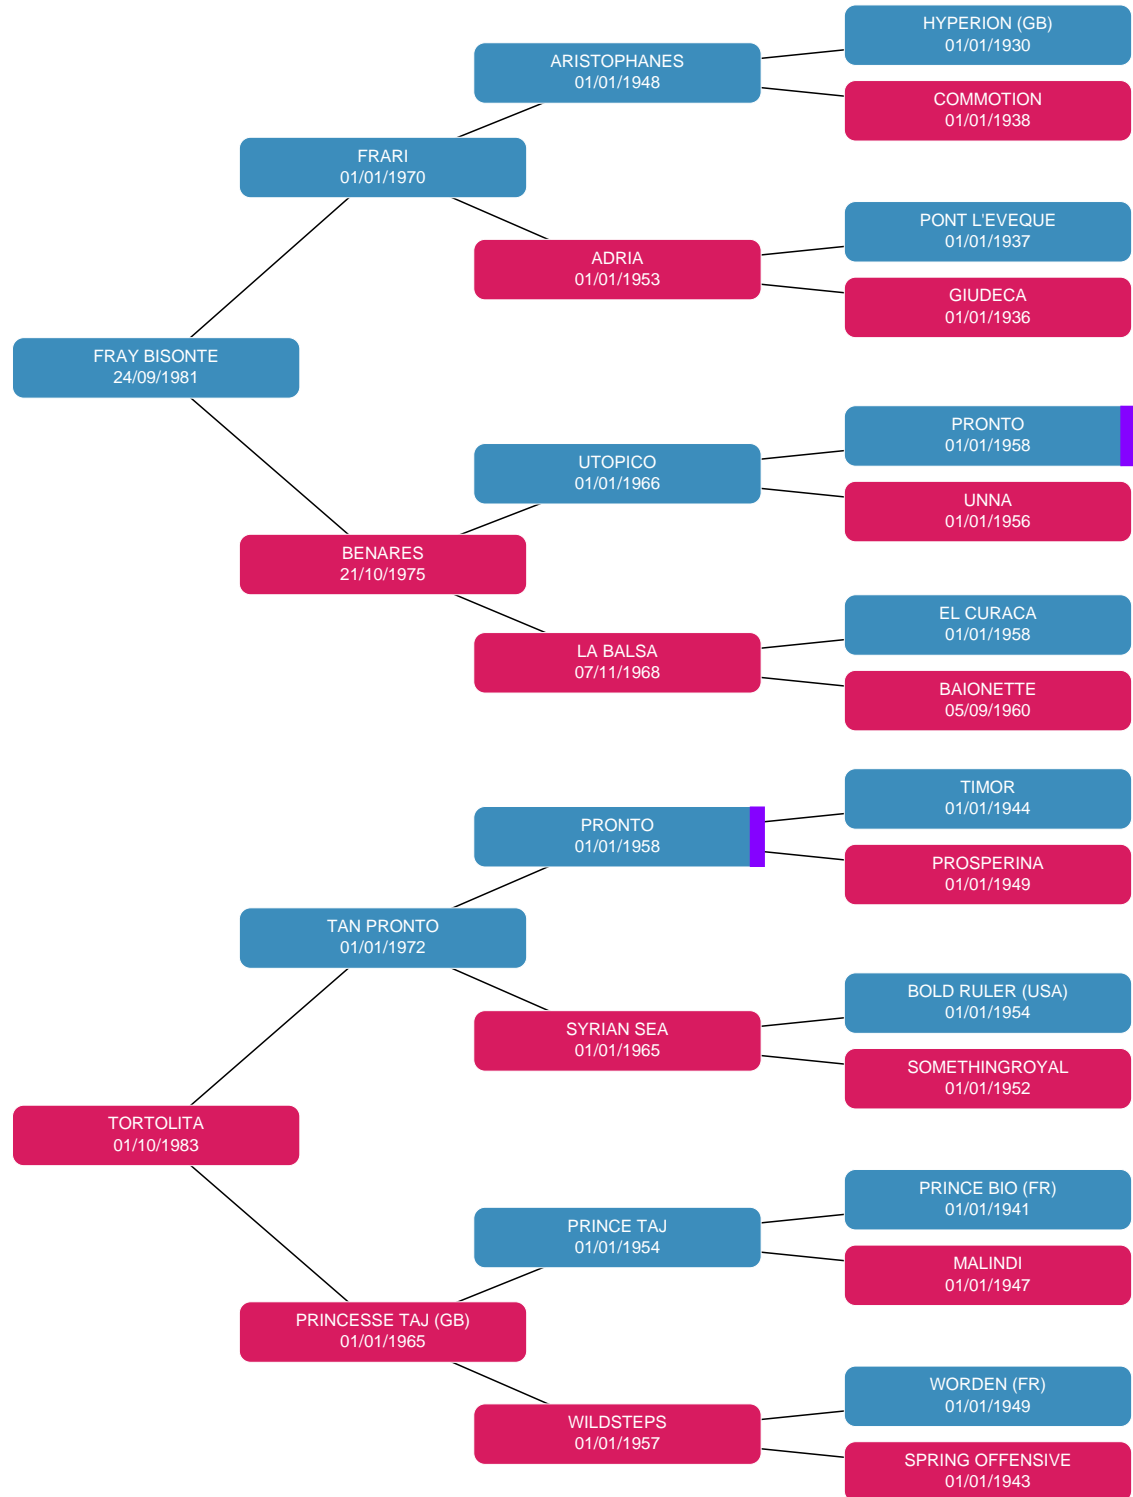 HYPERION (GB)
01/01/1930
ARISTOPHANES
01/01/1948
COMMOTION
01/01/1938
FRARI
01/01/1970
PONT L'EVEQUE
01/01/1937
ADRIA
01/01/1953
GIUDECA
01/01/1936
FRAY BISONTE
24/09/1981
PRONTO
01/01/1958
UTOPICO
01/01/1966
UNNA
01/01/1956
BENARES
21/10/1975
EL CURACA
01/01/1958
LA BALSA
07/11/1968
BAIONETTE
05/09/1960
TIMOR
01/01/1944
PRONTO
01/01/1958
PROSPERINA
01/01/1949
TAN PRONTO
01/01/1972
BOLD RULER (USA)
01/01/1954
SYRIAN SEA
01/01/1965
SOMETHINGROYAL
01/01/1952
TORTOLITA
01/10/1983
PRINCE BIO (FR)
01/01/1941
PRINCE TAJ
01/01/1954
MALINDI
01/01/1947
PRINCESSE TAJ (GB)
01/01/1965
WORDEN (FR)
01/01/1949
WILDSTEPS
01/01/1957
SPRING OFFENSIVE
01/01/1943